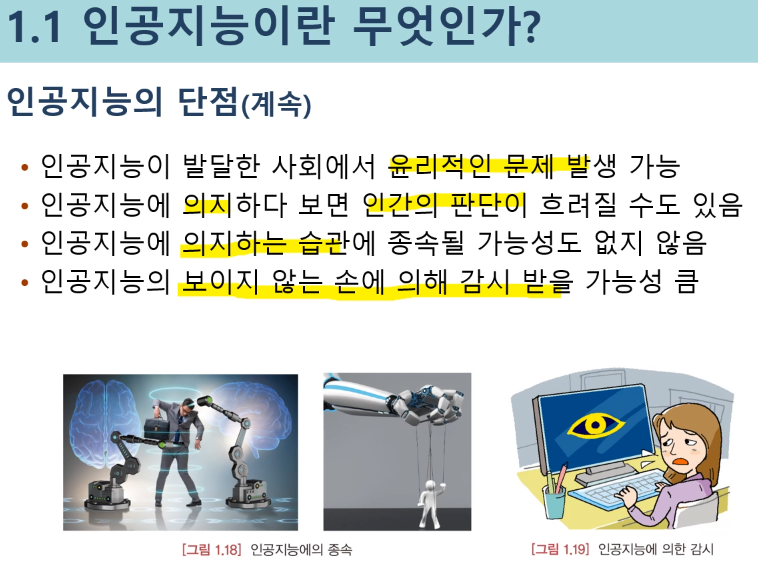 1.1 인공지능이란 무엇인가?
인공지능의 단점(계속)
• 인공지능이 발달한 사회에서 윤리적인 문제 발생 가능
• 인공지능에 의지하다 보면 인간의 판단이 흐려질 수도 있음
• 인공지능에 의지하는 습관에 종속될 가능성도 없지 않음
• 인공지능의 보이지 않는 손에 의해 감시 받을 가능성 큼
[그림 1.18] 인공지능에의 종속
[그림 1.19] 인공지능에 의한 감시